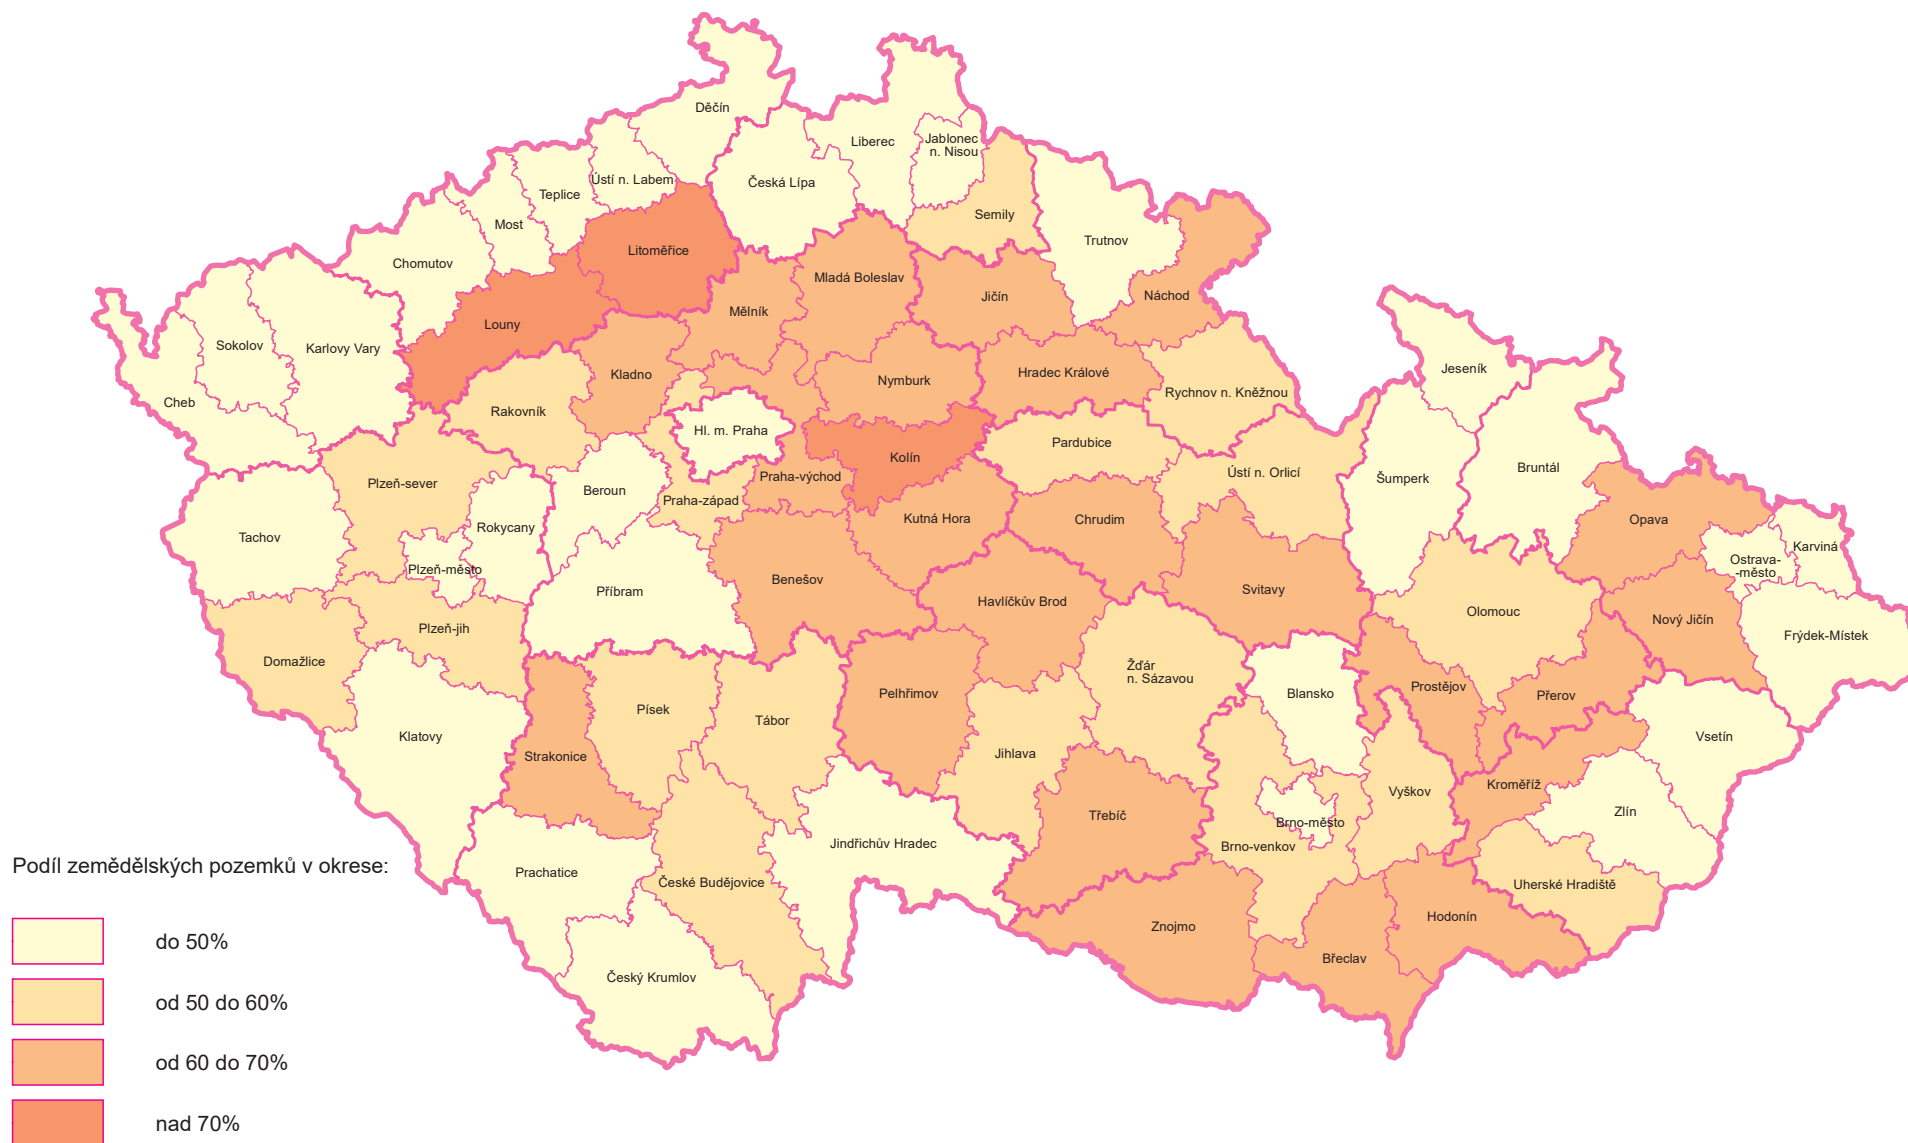 Děčín
Liberec
Jablonec
n. Nisou
Ústí n. Labem
Česká Lípa
Teplice
Semily
Most
Trutnov
Litoměřice
Chomutov
Mladá Boleslav
Jičín
Náchod
Mělník
Louny
Sokolov
Karlovy Vary
Jeseník
Kladno
Nymburk
Hradec Králové
Rychnov n. Kněžnou
Cheb
Rakovník
Hl. m. Praha
Pardubice
Kolín
Bruntál
Ústí n. Orlicí
Šumperk
Praha-východ
Plzeň-sever
Beroun
Praha-západ
Kutná Hora
Chrudim
Opava
Rokycany
Tachov
Karviná
Ostrava-
-město
Plzeň-město
Benešov
Příbram
Svitavy
Havlíčkův Brod
Olomouc
Nový Jičín
Plzeň-jih
Frýdek-Místek
Domažlice
Žďár
n. Sázavou
Prostějov
Pelhřimov
Blansko
Přerov
Písek
Tábor
Klatovy
Vsetín
Jihlava
Strakonice
Kroměříž
Vyškov
Zlín
Třebíč
Brno-město
Jindřichův Hradec
Brno-venkov
Prachatice
České Budějovice
Uherské Hradiště
Hodonín
Znojmo
Břeclav
Český Krumlov
Podíl zemědělských pozemků v okrese:
do 50%
od 50 do 60%
od 60 do 70%
nad 70%